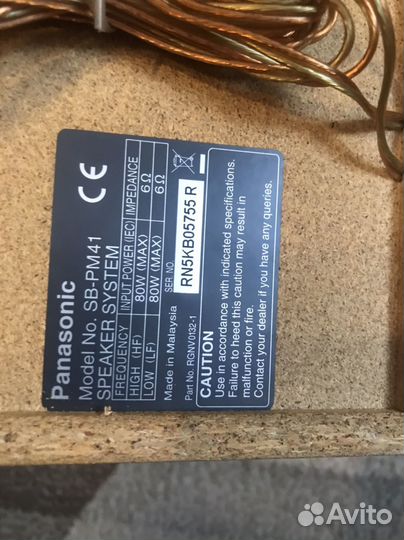 Panasonic
Model No. SB-PM41
SPEAKER SYSTEM
CE
FREQUENCY INPUT POWER (IEC) IMPEDANCE
HIGH (HF) 80W (MAX) 6 Ω
LOW (LF) 80W (MAX) 6 Ω
Made in Malaysia
SER. NO. RN5KB05755 R
Part No. RGNV0132-1
CAUTION
Use in accordance with indicated specifications.
Failure to heed this caution may result in
malfunction or fire.
Contact your dealer if you have any queries.
Avito